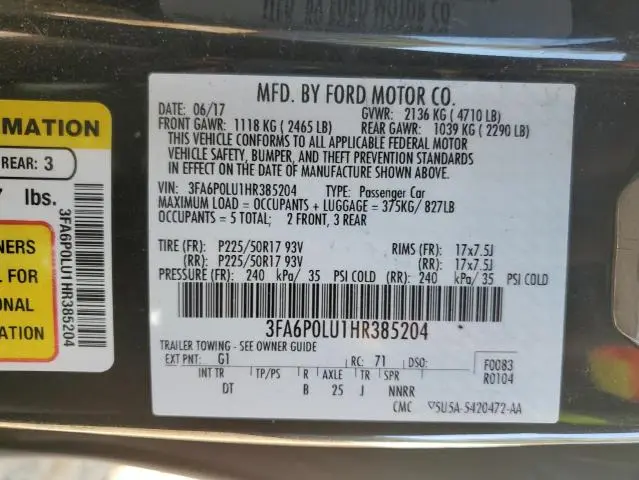 MFD. BY FORD MOTOR CO.
DATE: 06/17 GVWR: 2136 KG ( 4710 LB)
FRONT GAWR: 1118 KG ( 2465 LB) REAR GAWR: 1039 KG ( 2290 LB)
THIS VEHICLE CONFORMS TO ALL APPLICABLE FEDERAL MOTOR
VEHICLE SAFETY, BUMPER, AND THEFT PREVENTION STANDARDS
IN EFFECT ON THE DATE OF MANUFACTURE SHOWN ABOVE.
VIN: 3FA6P0LU1HR385204 TYPE: Passenger Car
MAXIMUM LOAD = OCCUPANTS + LUGGAGE = 375KG/ 827LB
OCCUPANTS = 5 TOTAL; 2 FRONT, 3 REAR
TIRE (FR): P225/50R17 93V RIMS (FR): 17x7.5J
(RR): P225/50R17 93V (RR): 17x7.5J
PRESSURE (FR): 240 kPa/ 35 PSI COLD (RR): 240 kPa/ 35 PSI COLD
3FA6P0LU1HR385204
TRAILER TOWING - SEE OWNER GUIDE
EXT PNT: G1 RC: 71 DSO: F0083
R0104
INT TR TP/PS R AXLE TR SPR
DT B 25 J NNRR
CMC 5U5A-5420472-AA
RMATION
REAR: 3
7 lbs.
NERS
L FOR
IONAL
MATION
3FA6P0LU1HR385204